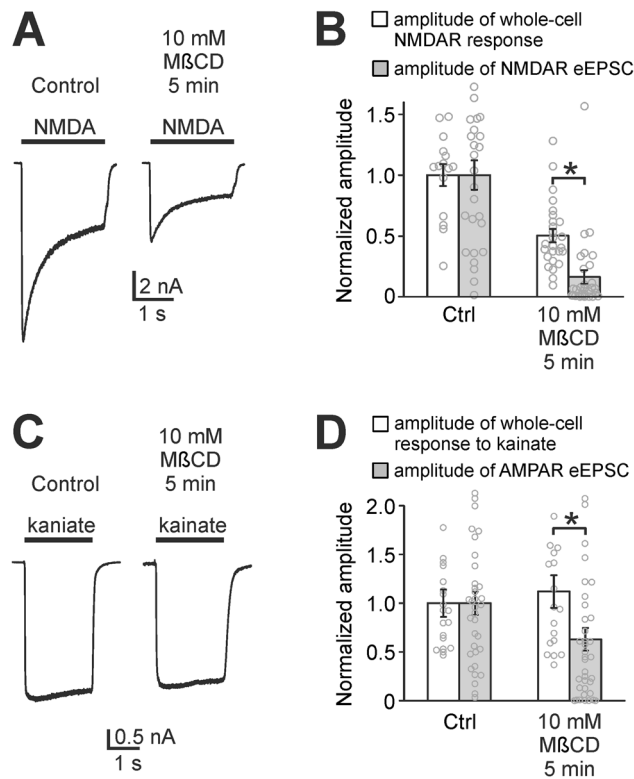 A
Control
10 mM
MßCD
5 min
NMDA
NMDA
2 nA
1 s
B
amplitude of whole-cell
NMDAR response
amplitude of NMDAR eEPSC
Normalized amplitude
1.5
1.0
0.5
0
*
Ctrl
10 mM
MßCD
5 min
C
Control
10 mM
MßCD
5 min
kaniate
kainate
0.5 nA
1 s
D
amplitude of whole-cell
response to kainate
amplitude of AMPAR eEPSC
Normalized amplitude
2.0
1.5
1.0
0.5
0
*
Ctrl
10 mM
MßCD
5 min